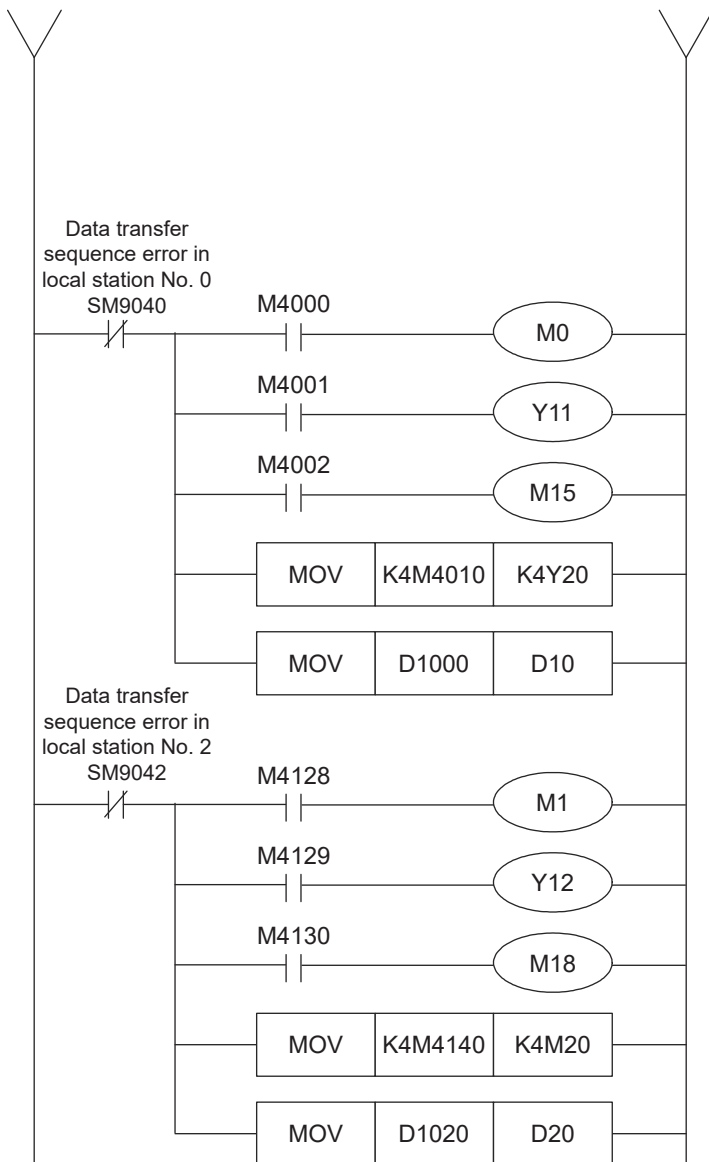 Data transfer
sequence error in
local station No. 0
SM9040
M4000
M0
M4001
Y11
M4002
M15
MOV K4M4010 K4Y20
MOV D1000 D10
Data transfer
sequence error in
local station No. 2
SM9042
M4128
M1
M4129
Y12
M4130
M18
MOV K4M4140 K4M20
MOV D1020 D20